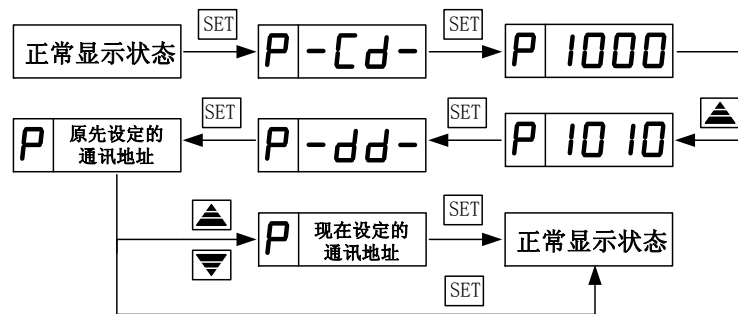 SET
SET
正常显示状态
P -Cd-
P 1000
SET
SET
P 原先设定的
通讯地址
P -dd-
P 1010
SET
P 现在设定的
通讯地址
正常显示状态
SET